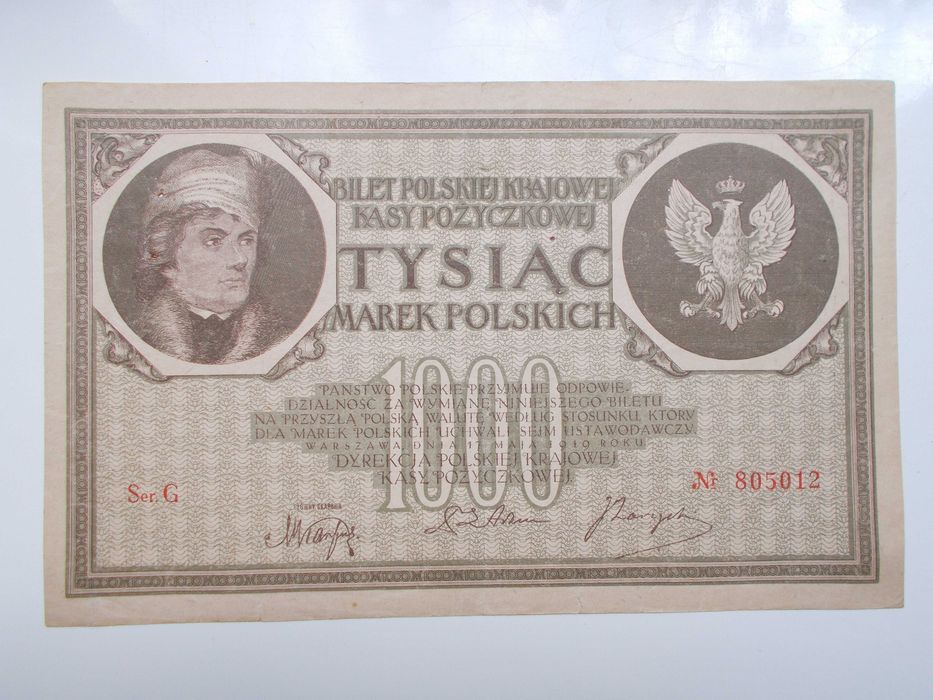 BILET POLSKIEJ KRAJOWEJ
KASY POŻYCZKOWEJ
TYSIĄC
MAREK POLSKICH
1000
PAŃSTWO POLSKIE PRZYJMUJE ODPOWIE-
DZIALNOŚĆ ZA WYMIANĘ NINIEJSZEGO BILETU
NA PRZYSZŁĄ POLSKĄ WALUTĘ WEDŁUG STOSUNKU, KTÓRY
DLA MAREK POLSKICH UCHWALI SEJM USTAWODAWCZY.
WARSZAWA, DNIA 17 MAJA 1919 ROKU.
DYREKCJA POLSKIEJ KRAJOWEJ
KASY POŻYCZKOWEJ.
Ser. G
№ 805012